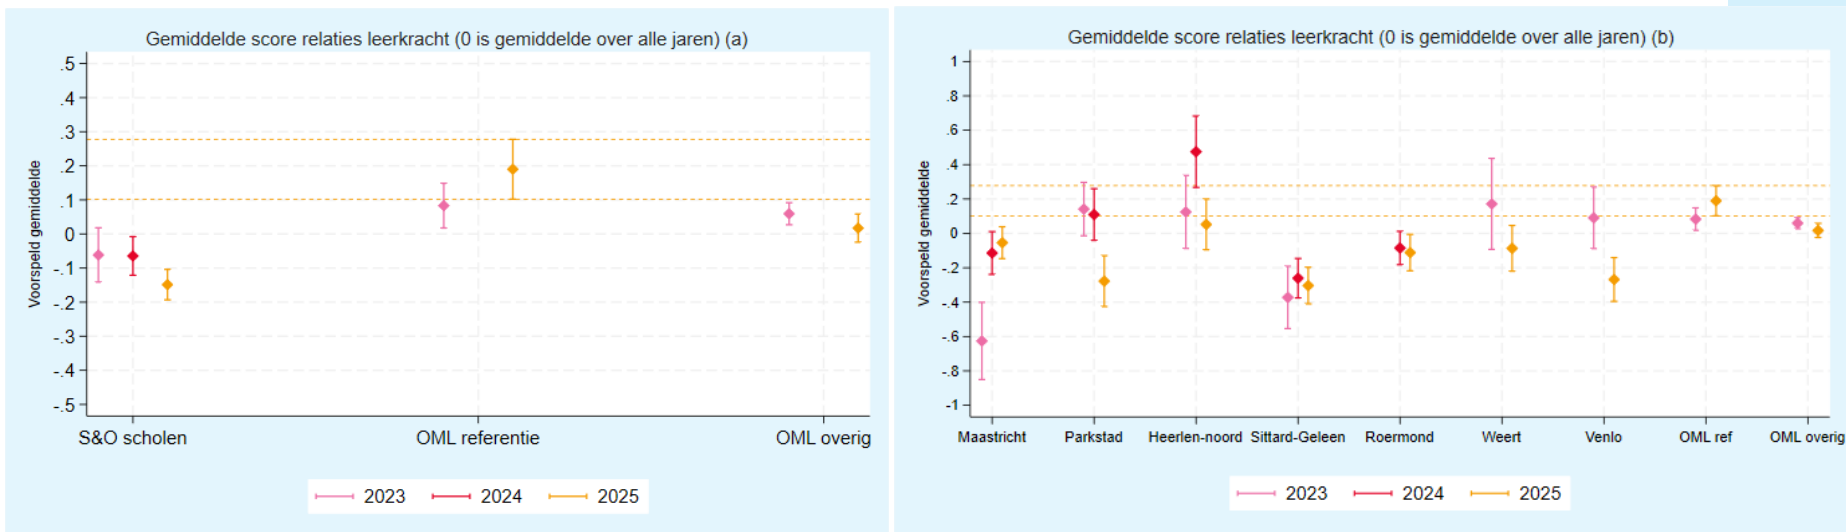 Gemiddelde score relaties leerkracht (0 is gemiddelde over alle jaren) (a)
Voorspeld gemiddelde
.5
.4
.3
.2
.1
0
-.1
-.2
-.3
-.4
-.5
S&O scholen
OML referentie
OML overig
2023
2024
2025
Gemiddelde score relaties leerkracht (0 is gemiddelde over alle jaren) (b)
Voorspeld gemiddelde
1
.8
.6
.4
.2
0
-.2
-.4
-.6
-.8
-1
Maastricht
Parkstad
Heerlen-noord
Sittard-Geleen
Roermond
Weert
Venlo
OML ref
OML overig
2023
2024
2025